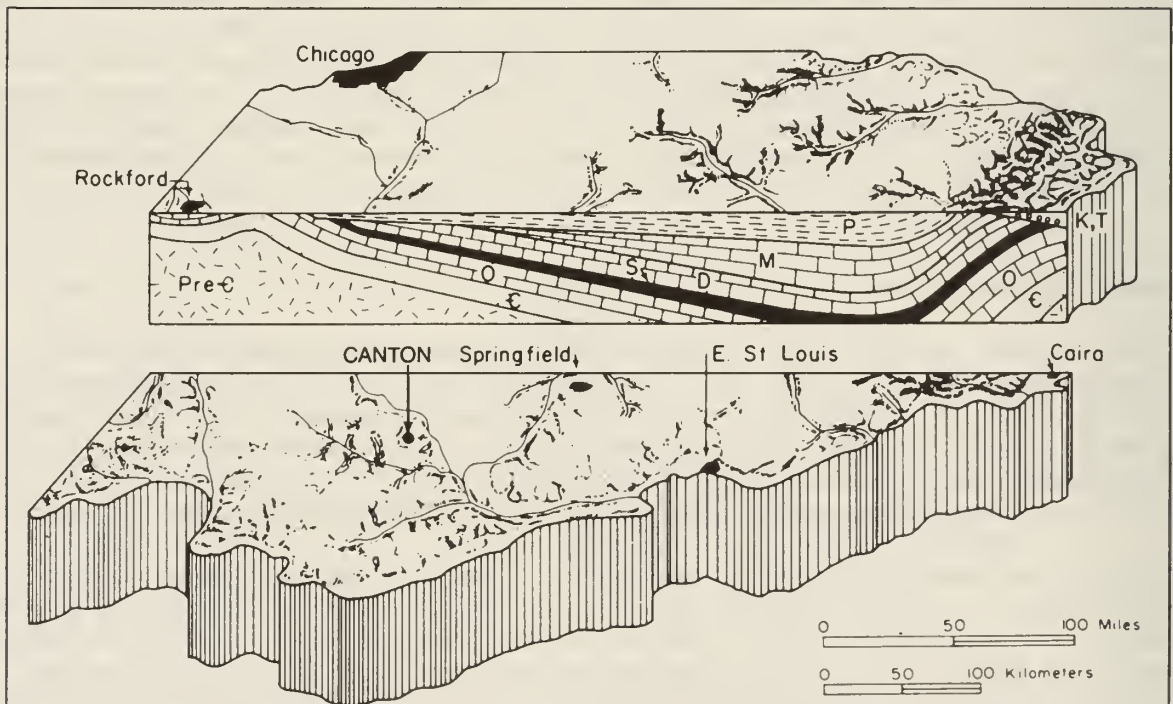 Chicago
Rockford
K,T
P
Pre-Ꞓ
O
S
D
M
O
Ꞓ
Ꞓ
CANTON Springfield E. St Louis Cairo
0 50 100 Miles
0 50 100 Kilometers